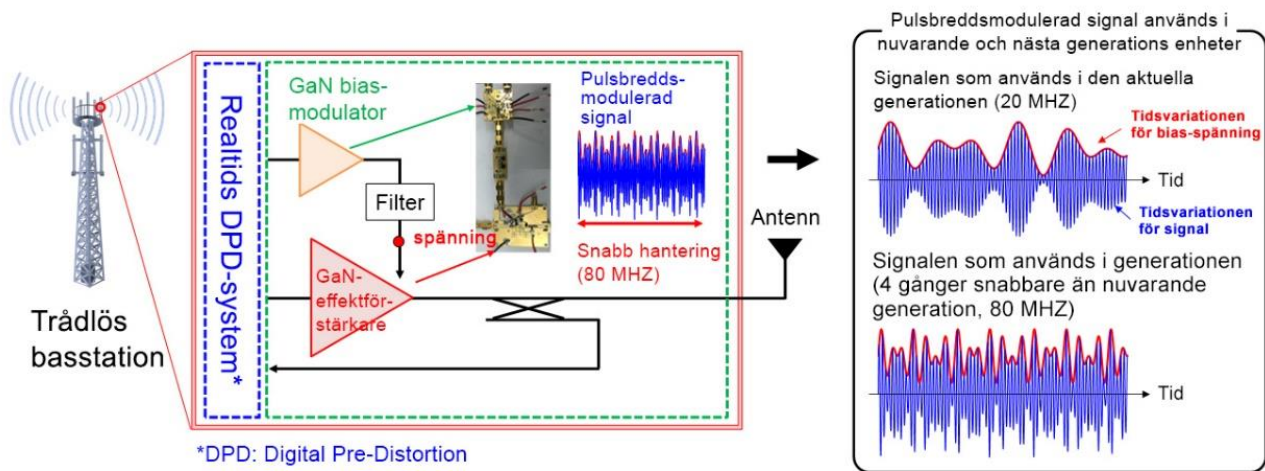 Trådlös
basstation
Realtids DPD-system*
GaN bias-
modulator
Filter
spänning
GaN-
effektför-
stärkare
Pulsbredds-
modulerad
signal
Snabb hantering
(80 MHZ)
Antenn
*DPD: Digital Pre-Distortion
Pulsbreddsmodulerad signal används i
nuvarande och nästa generations enheter
Signalen som används i den aktuella
generationen (20 MHZ)
Tidsvariationen
för bias-spänning
Tid
Tidsvariationen
för signal
Signalen som används i generationen
(4 gånger snabbare än nuvarande
generation, 80 MHZ)
Tid